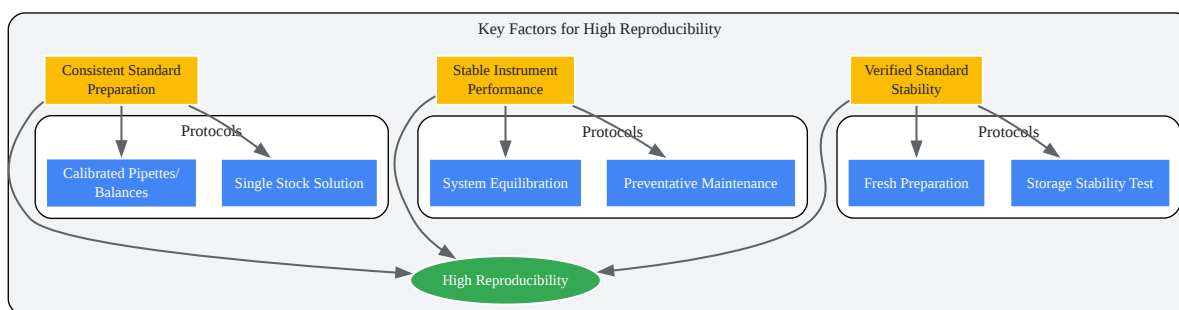 Key Factors for High Reproducibility
Consistent Standard
Preparation
Stable Instrument
Performance
Verified Standard
Stability
Protocols
Protocols
Protocols
Calibrated Pipettes/
Balances
Single Stock Solution
System Equilibration
Preventative Maintenance
Fresh Preparation
Storage Stability Test
High Reproducibility